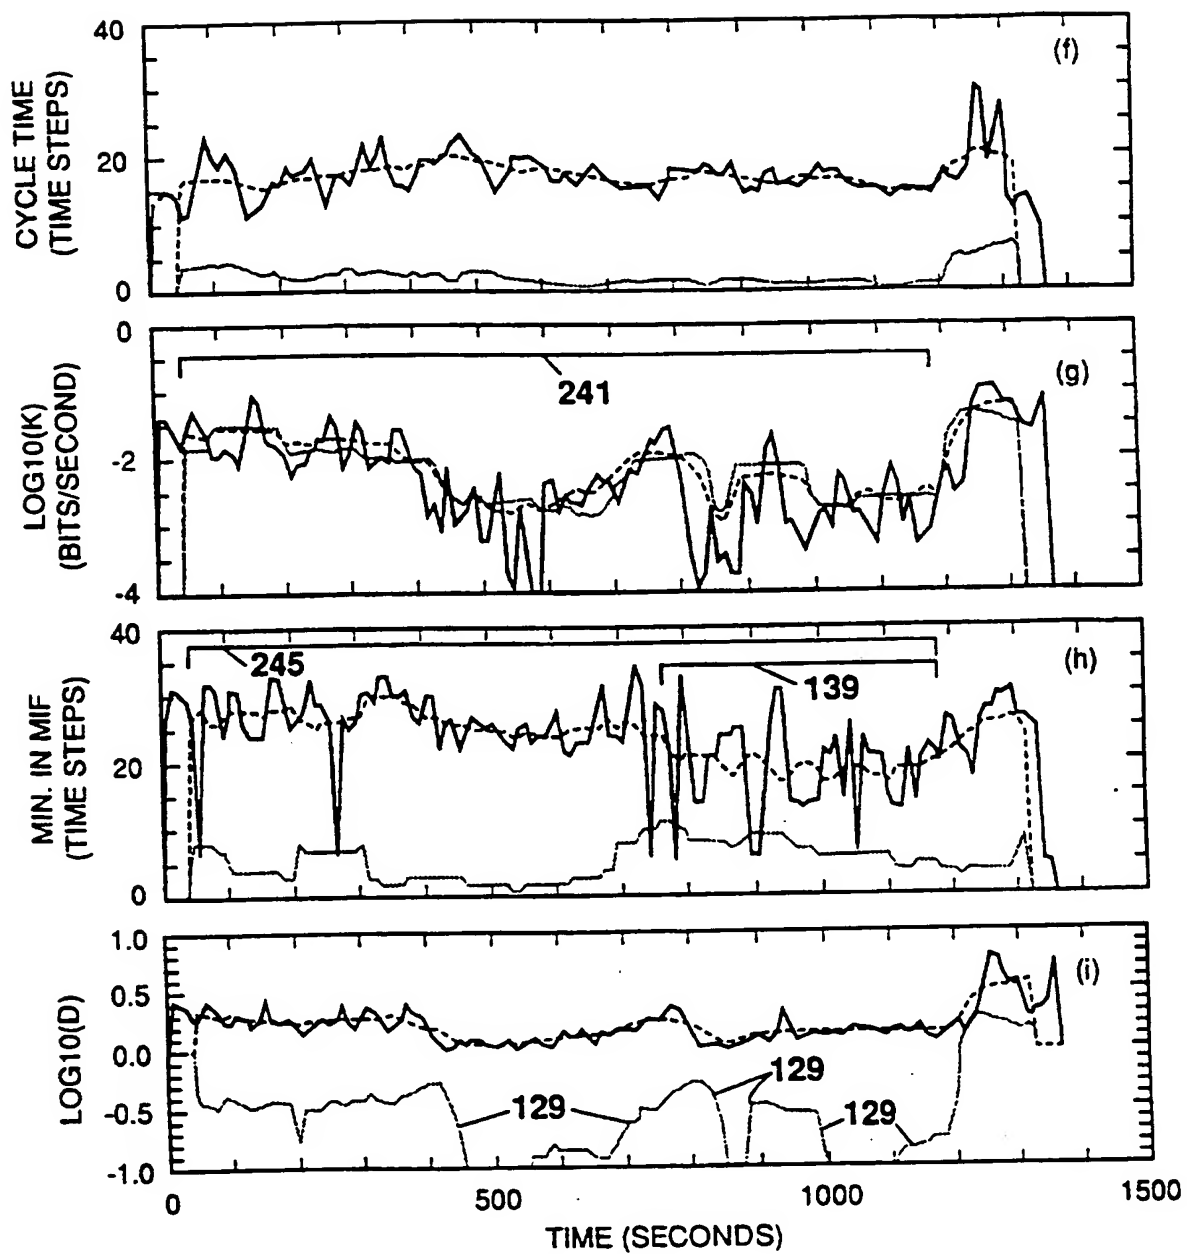 40
(f)
CYCLE TIME
(TIME STEPS)
20
0
0
(g)
241
LOG10(K)
(BITS/SECOND)
-2
-4
40
(h)
245
139
MIN. IN MIF
(TIME STEPS)
20
0
1.0
(i)
0.5
LOG10(D)
0.0
129
129
129
-0.5
-1.0
0
500
1000
1500
TIME (SECONDS)